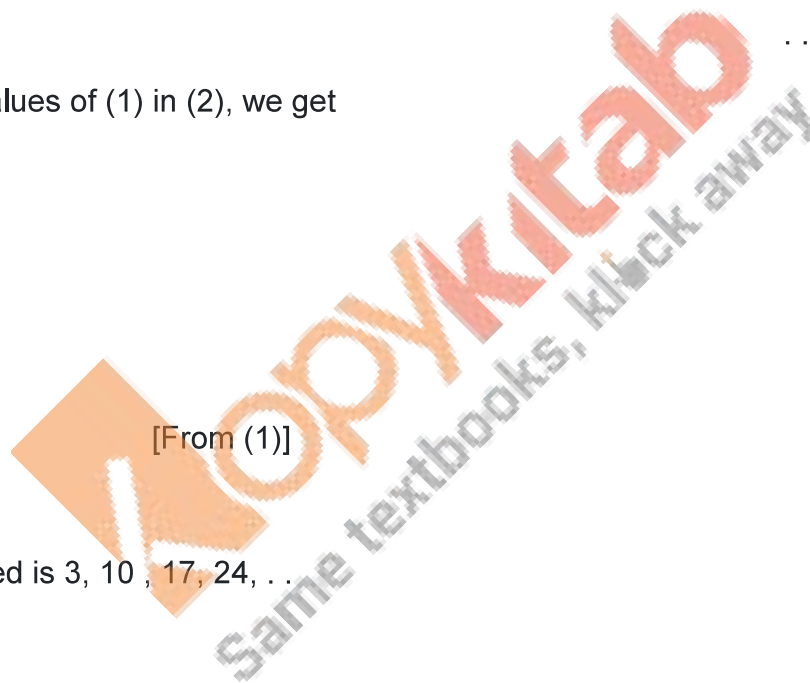 . .
alues of (1) in (2), we get
[From (1)]
ed is 3, 10 , 17, 24, . .
kopykitab
Same textbooks, klick away